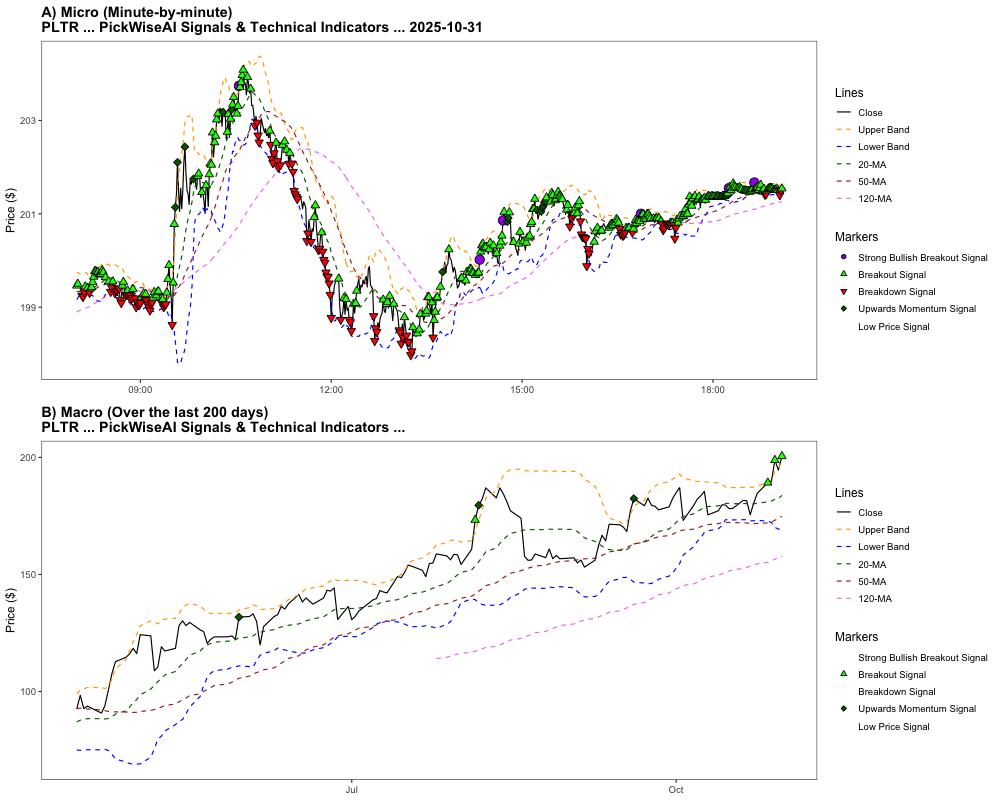 A) Micro (Minute-by-minute)
PLTR ... PickWiseAI Signals & Technical Indicators ... 2025-10-31
Price ($)
203
201
199
09:00
12:00
15:00
18:00
Lines
Close
Upper Band
Lower Band
20-MA
50-MA
120-MA
Markers
Strong Bullish Breakout Signal
Breakout Signal
Breakdown Signal
Upwards Momentum Signal
Low Price Signal
B) Macro (Over the last 200 days)
PLTR ... PickWiseAI Signals & Technical Indicators ...
Price ($)
200
150
100
Jul
Oct
Lines
Close
Upper Band
Lower Band
20-MA
50-MA
120-MA
Markers
Strong Bullish Breakout Signal
Breakout Signal
Breakdown Signal
Upwards Momentum Signal
Low Price Signal